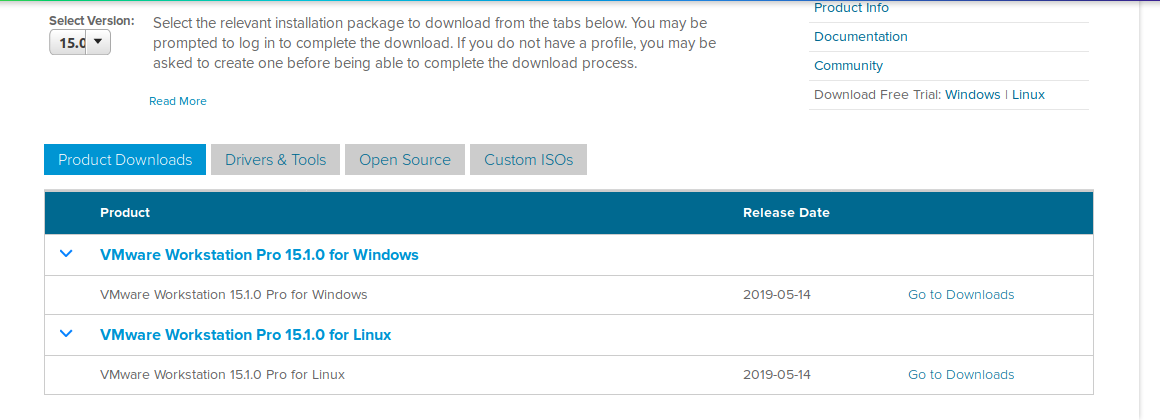 Select Version:
15.0
Select the relevant installation package to download from the tabs below. You may
be prompted to log in to complete the download. If you do not have a profile, you may be
asked to create one before being able to complete the download process.
Read More
Product Info
Documentation
Community
Download Free Trial: Windows | Linux
Product Downloads
Drivers & Tools
Open Source
Custom ISOs
Product Release Date
VMware Workstation Pro 15.1.0 for Windows
VMware Workstation 15.1.0 Pro for Windows 2019-05-14 Go to Downloads
VMware Workstation Pro 15.1.0 for Linux
VMware Workstation 15.1.0 Pro for Linux 2019-05-14 Go to Downloads